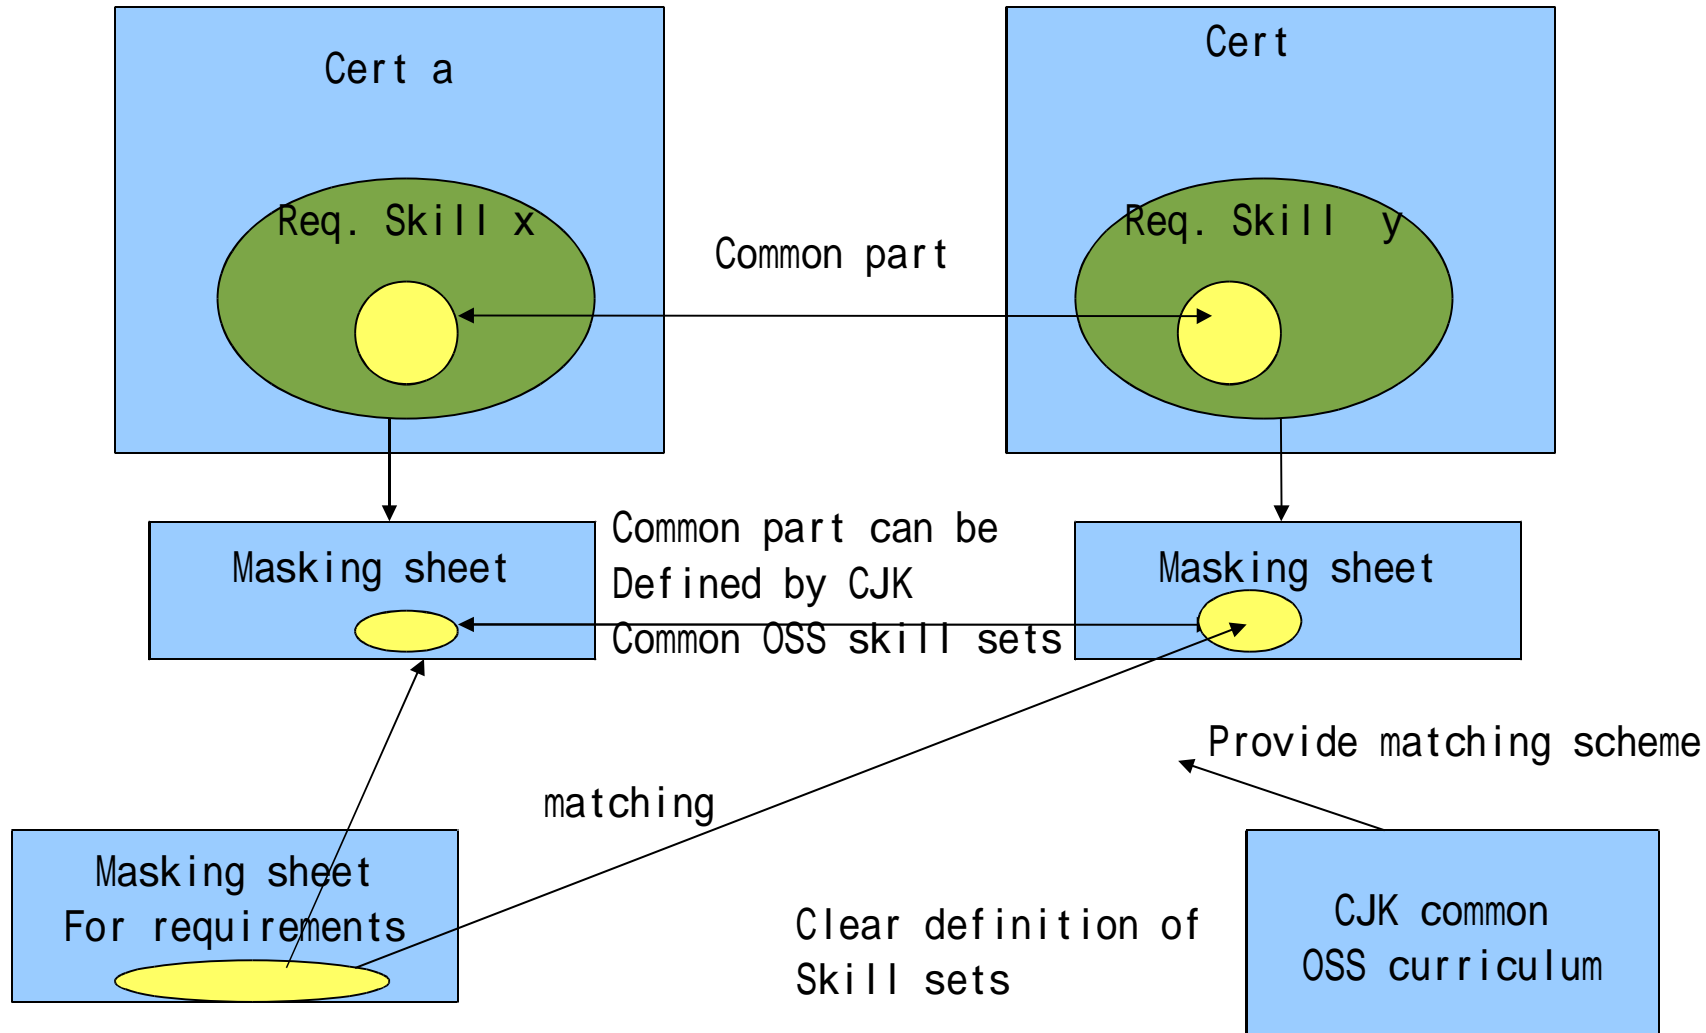 Cert a
Cert
Req. Skill x
Req. Skill y
Common part
Masking sheet
Common part can be
Defined by CJK
Common OSS skill sets
Masking sheet
Provide matching scheme
matching
Masking sheet
For requirements
Clear definition of
Skill sets
CJK common
OSS curriculum